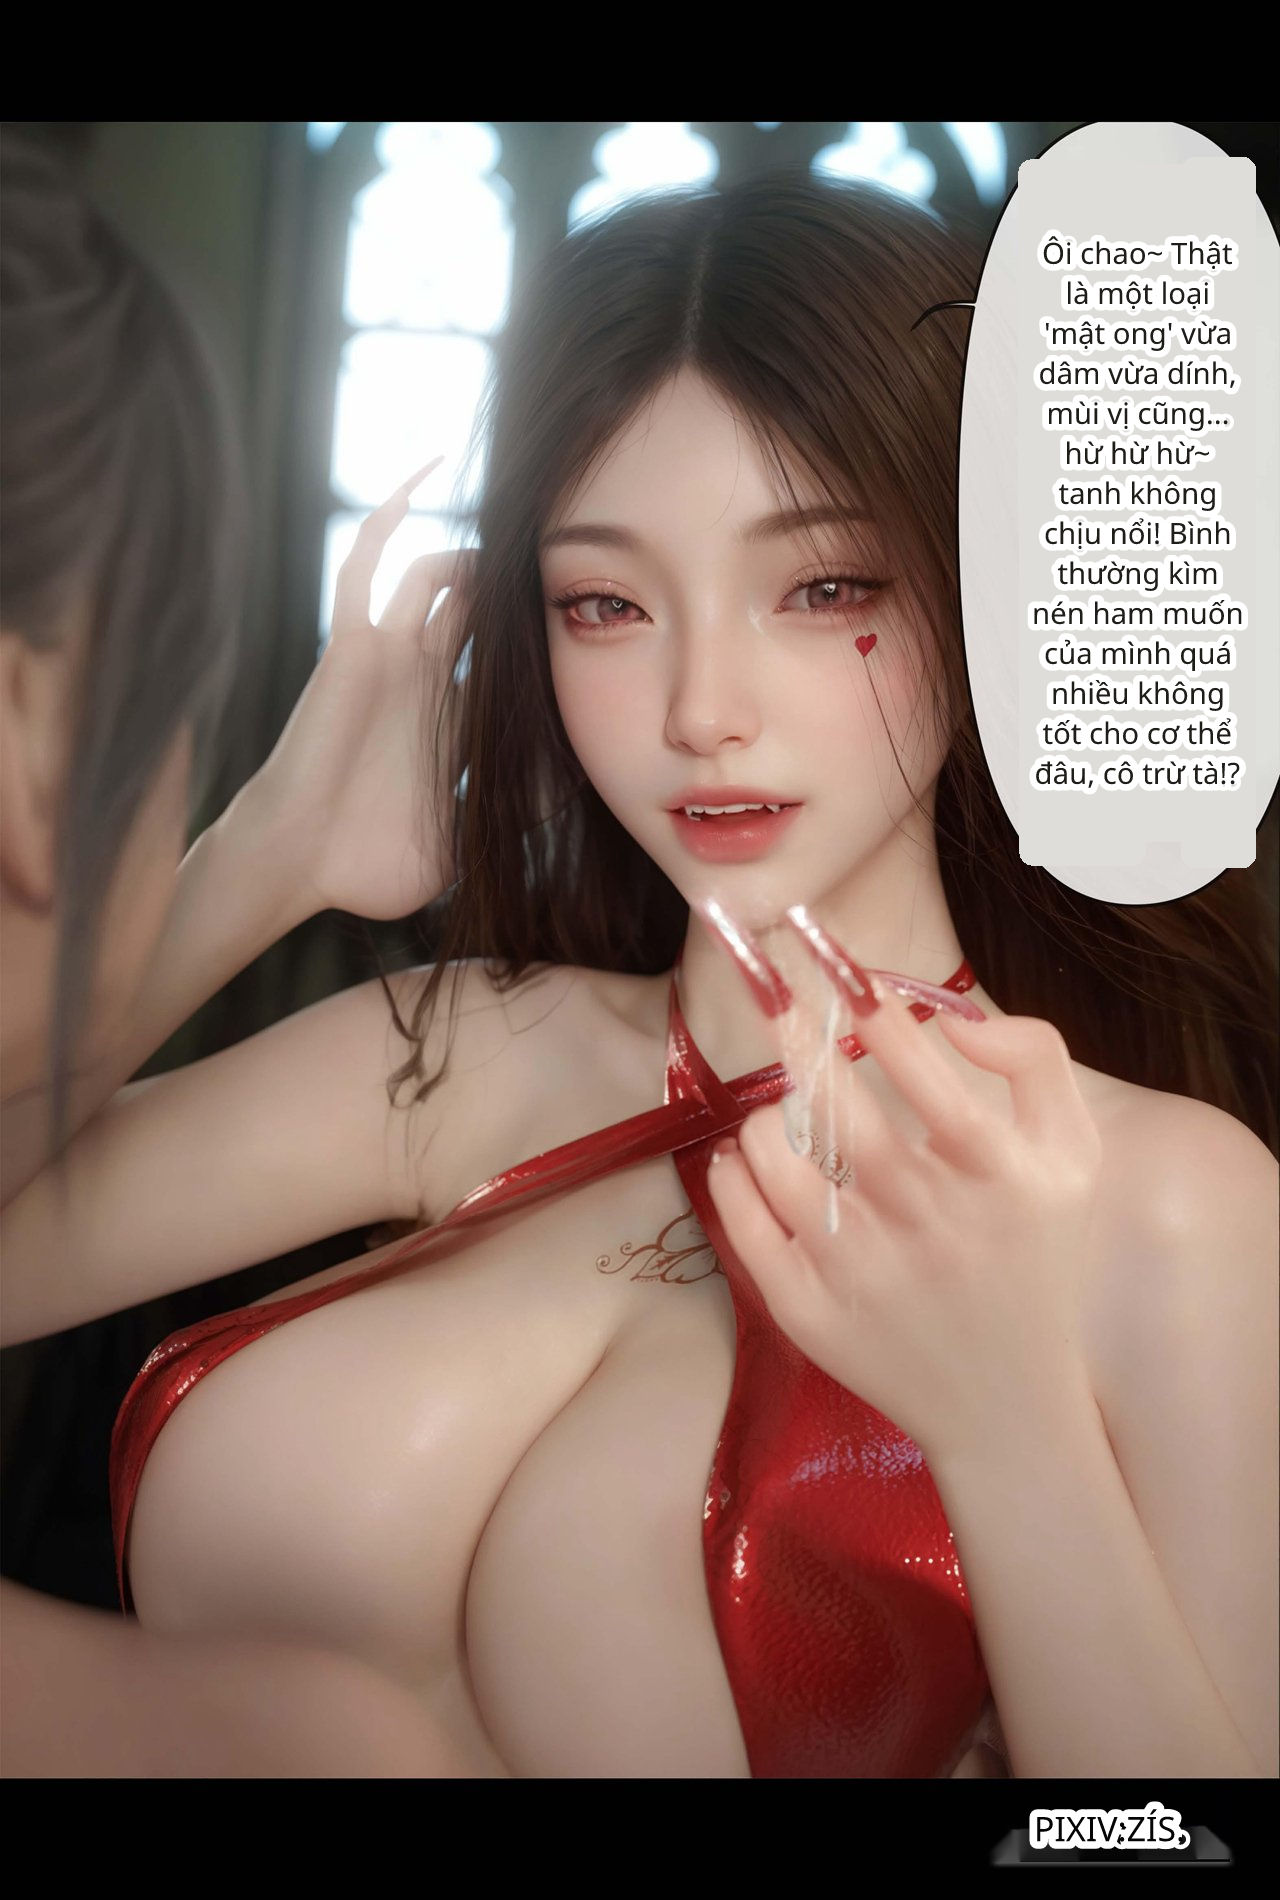 Ôi chao~ Thật
là một loại
'mật ong' vừa
dâm vừa dính,
mùi vị cũng...
hừ hừ hừ~
tanh không
chịu nổi! Bình
thường kìm
nén ham muốn
của mình quá
nhiều không
tốt cho cơ thể
đâu, cô trừ tà!?
PIXIV:ZÍS.